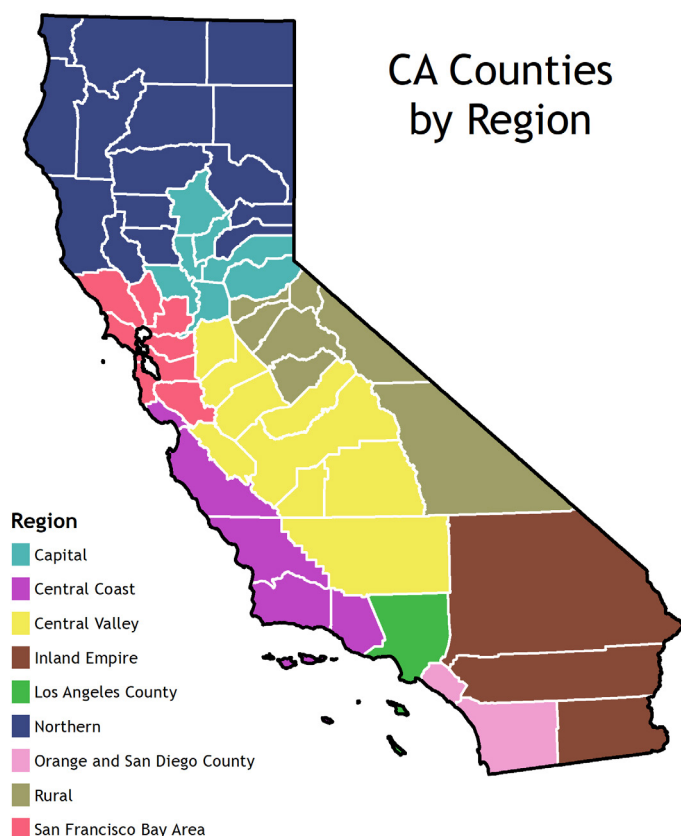 CA Counties
by Region
Region
Capital
Central Coast
Central Valley
Inland Empire
Los Angeles County
Northern
Orange and San Diego County
Rural
San Francisco Bay Area